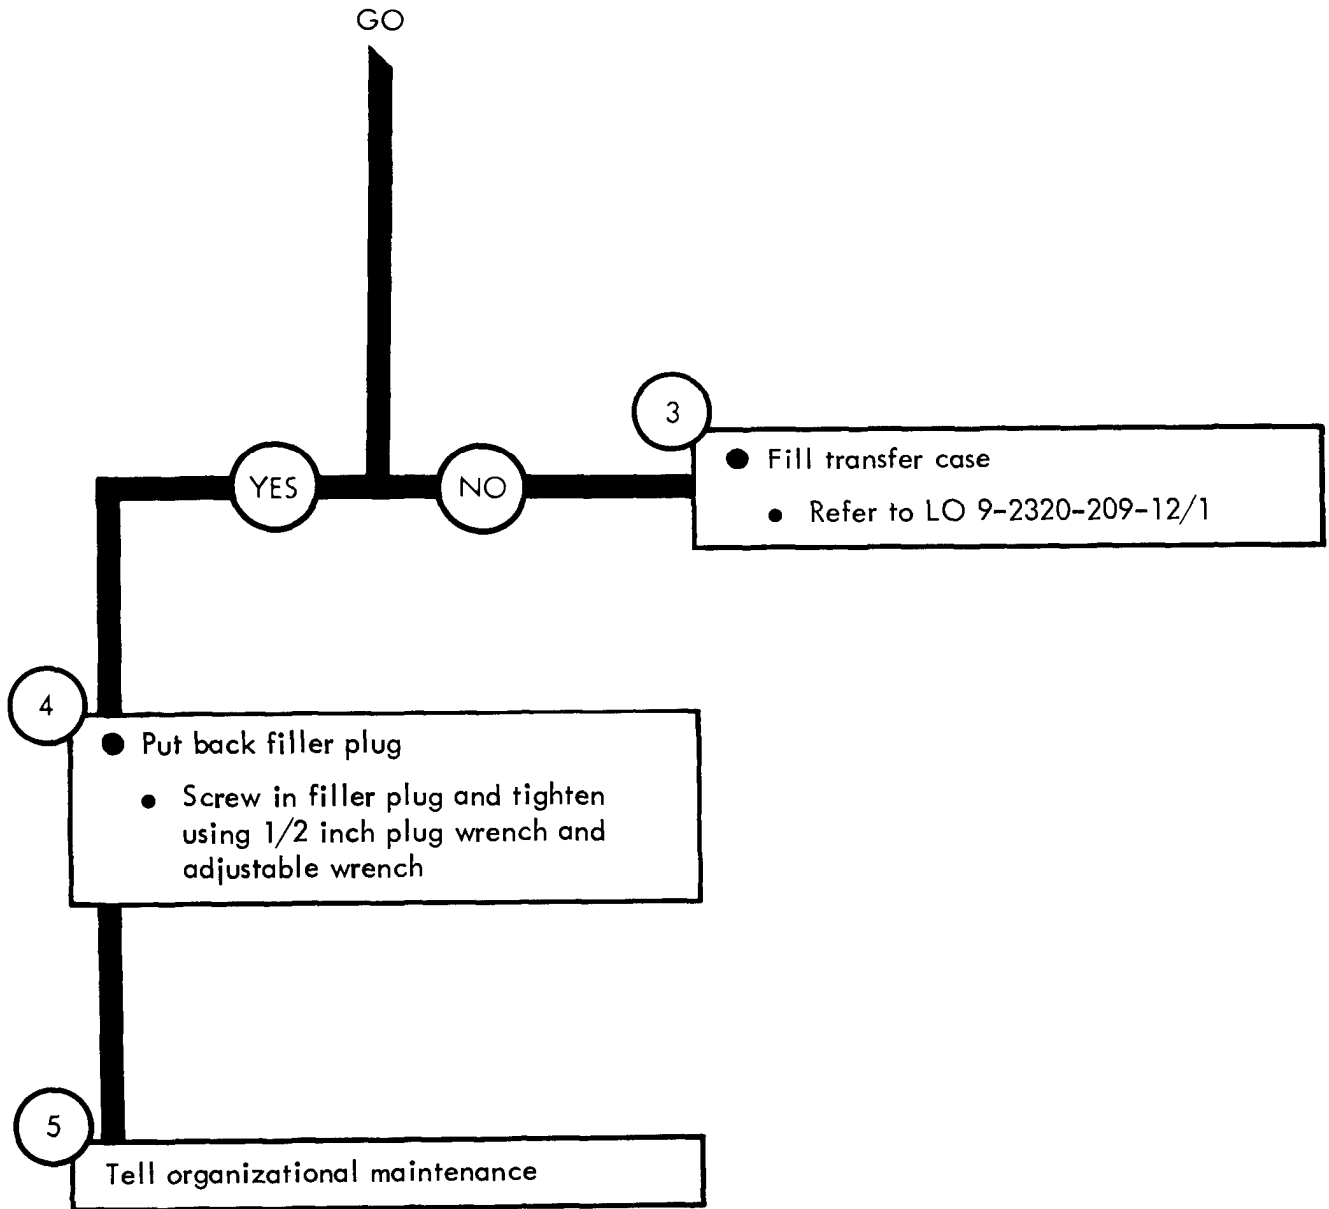 GO
YES
NO
3
● Fill transfer case
● Refer to LO 9-2320-209-12/1
4
● Put back filler plug
● Screw in filler plug and tighten
using 1/2 inch plug wrench and
adjustable wrench
5
Tell organizational maintenance